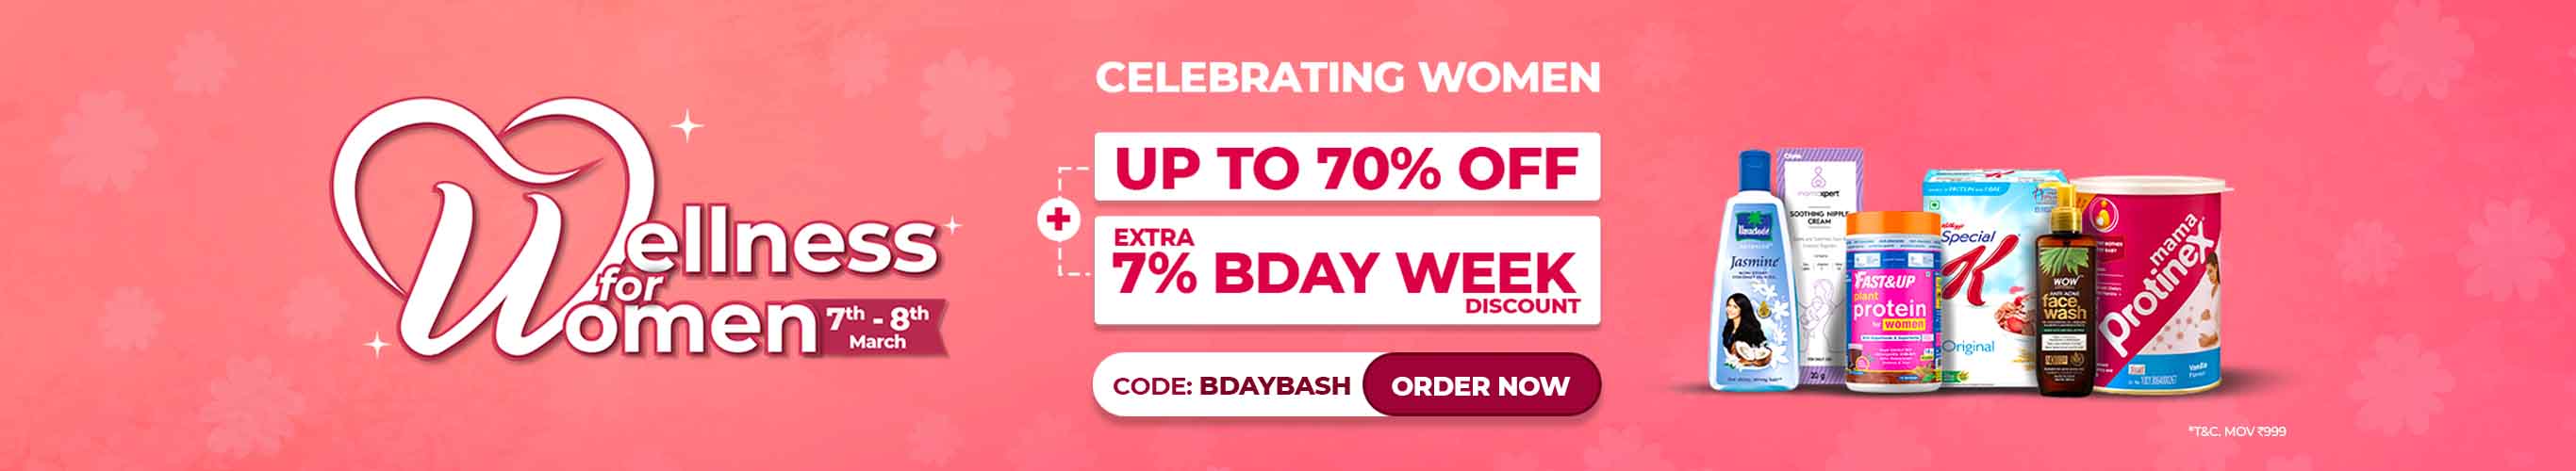 Wellness
for
Women
7th - 8th
March
CELEBRATING WOMEN
UP TO 70% OFF
+
EXTRA
7% BDAY WEEK
DISCOUNT
CODE: BDAYBASH
ORDER NOW
Parachute
Jasmine
mamaxpert
SOOTHING NIPPLE
CREAM
FAST&UP
plant
protein
for women
Special
K
Original
WOW
face
wash
mama
protinex
Vanilla
*T&C. MOV ₹999